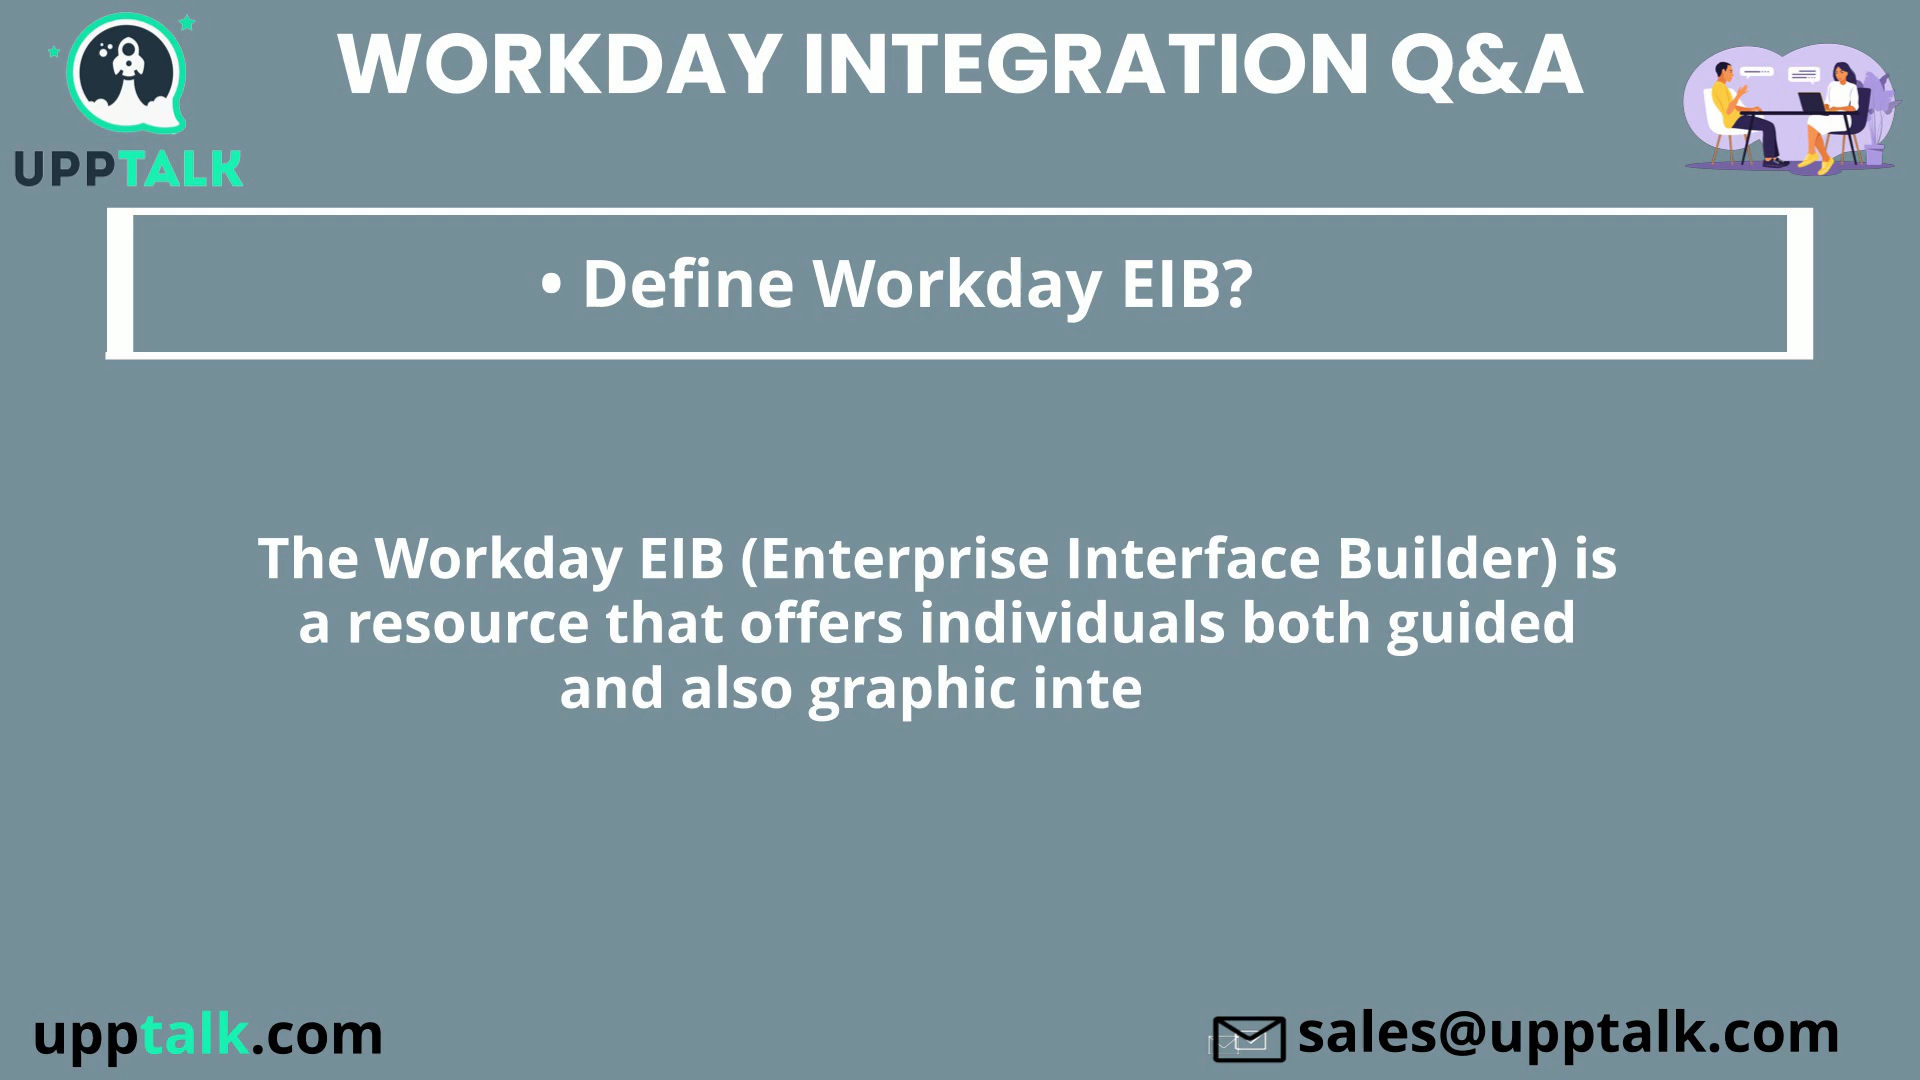 WORKDAY INTEGRATION Q&A
UPPTALK
• Define Workday EIB?
The Workday EIB (Enterprise Interface Builder) is
a resource that offers individuals both guided
and also graphic inte
upptalk.com
sales@upptalk.com